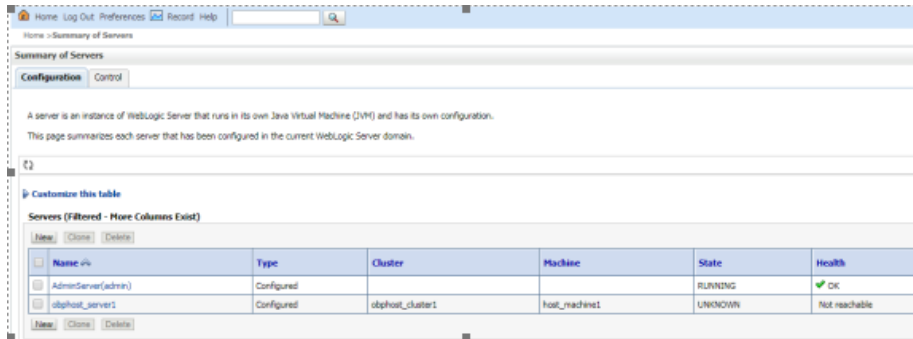 Home Log Out Preferences Record Help
Home >Summary of Servers
Summary of Servers
Configuration Control
A server is an instance of WebLogic Server that runs in its own Java Virtual Machine (JVM) and has its own configuration.
This page summarizes each server that has been configured in the current WebLogic Server domain.
Customize this table
Servers (Filtered - More Columns Exist)
New Clone Delete
Name Type Cluster Machine State Health
AdminServer(admin) Configured RUNNING OK
obphost_server1 Configured obphost_cluster1 host_machine1 UNKNOWN Not reachable
New Clone Delete